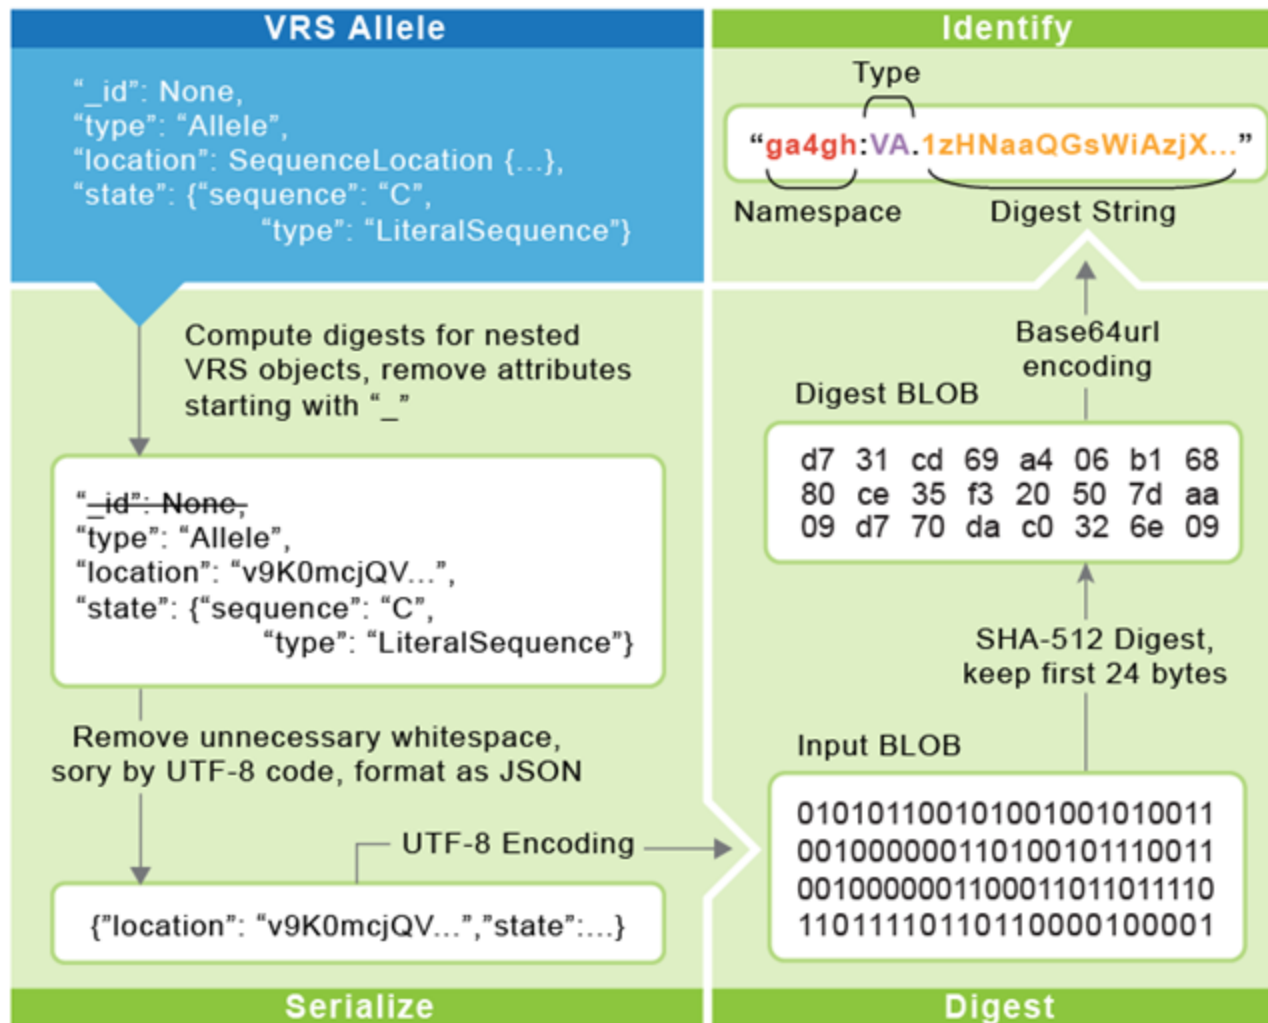 VRS Allele
“_id”: None,
“type”: “Allele”,
“location”: SequenceLocation {...},
“state”: {“sequence”: “C”,
“type”: “LiteralSequence”}
Compute digests for nested
VRS objects, remove attributes
starting with “_”
“_id”: None,
“type”: “Allele”,
“location”: “v9K0mcjQV...”,
“state”: {“sequence”: “C”,
“type”: “LiteralSequence”}
Remove unnecessary whitespace,
sory by UTF-8 code, format as JSON
UTF-8 Encoding
{”location”: “v9K0mcjQV...”,”state”:...}
Serialize
Identify
Type
“ga4gh:VA.1zHNaaQGsWiAzjX...”
Namespace
Digest String
Base64url
encoding
Digest BLOB
d7 31 cd 69 a4 06 b1 68
80 ce 35 f3 20 50 7d aa
09 d7 70 da c0 32 6e 09
SHA-512 Digest,
keep first 24 bytes
Input BLOB
010101100101001001010011
001000000110100101110011
001000000110001101101111​0
110111101101100001​00001
Digest